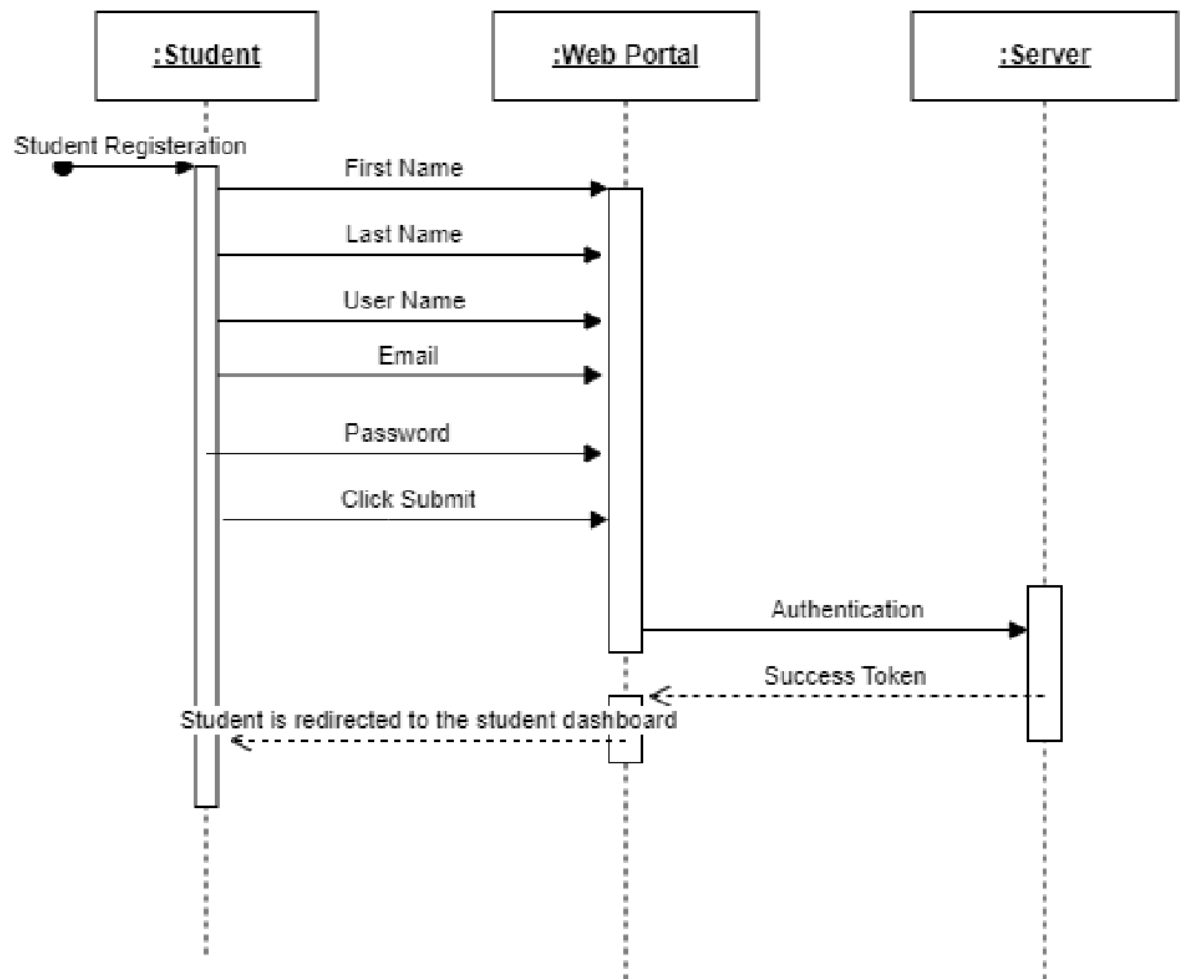 :Student
:Web Portal
:Server
Student Registeration
First Name
Last Name
User Name
Email
Password
Click Submit
Authentication
Success Token
Student is redirected to the student dashboard